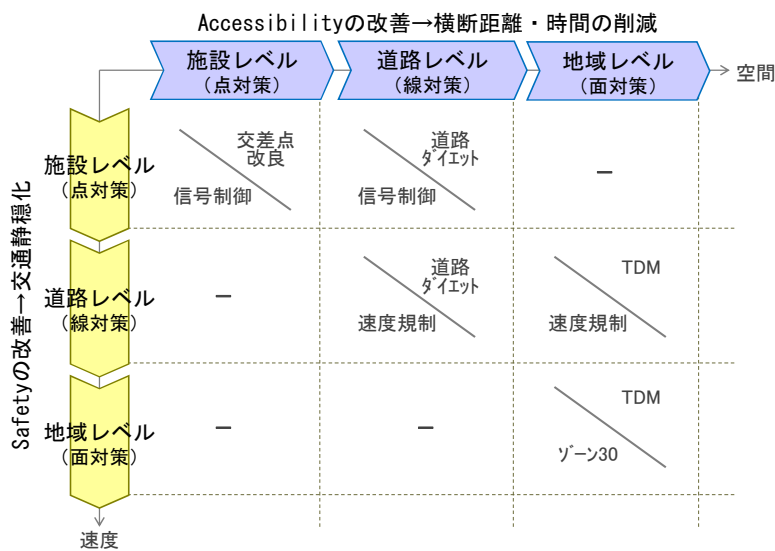 Accessibilityの改善→横断距離・時間の削減
施設レベル
(点対策)
道路レベル
(線対策)
地域レベル
(面対策)
空間
Safetyの改善→交通静穏化
施設レベル
(点対策)
交差点
改良
信号制御
道路
ダイエット
信号制御
－
道路レベル
(線対策)
－
道路
ダイエット
速度規制
TDM
速度規制
地域レベル
(面対策)
－
－
TDM
ゾーン30
速度